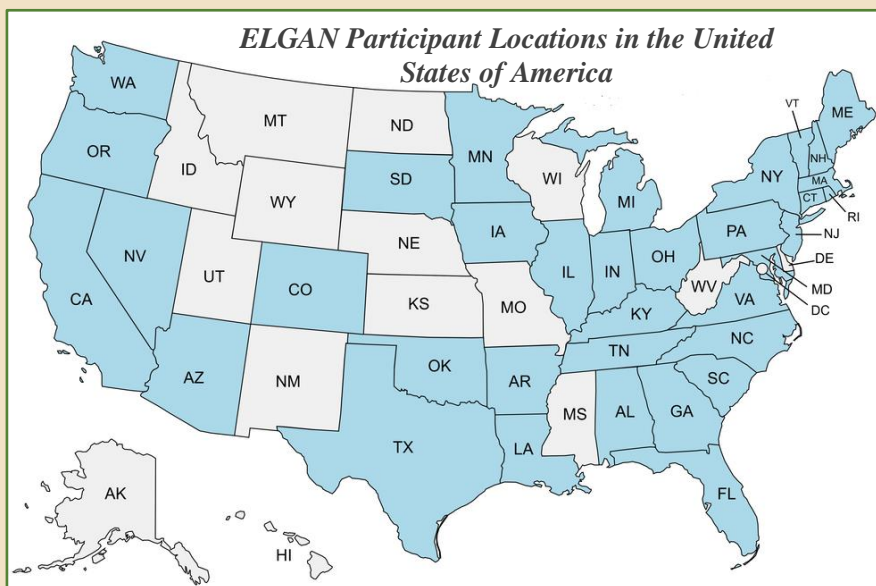 ELGAN Participant Locations in the United
States of America
WA
MT
ND
MN
VT
ME
OR
ID
SD
WI
NY
NH
MA
WY
MI
CT
RI
IA
PA
NJ
NE
NV
IL
IN
OH
DE
UT
CO
WV
MD
CA
KS
MO
VA
DC
KY
NC
TN
OK
AZ
NM
AR
SC
MS
AL
GA
TX
LA
FL
AK
HI